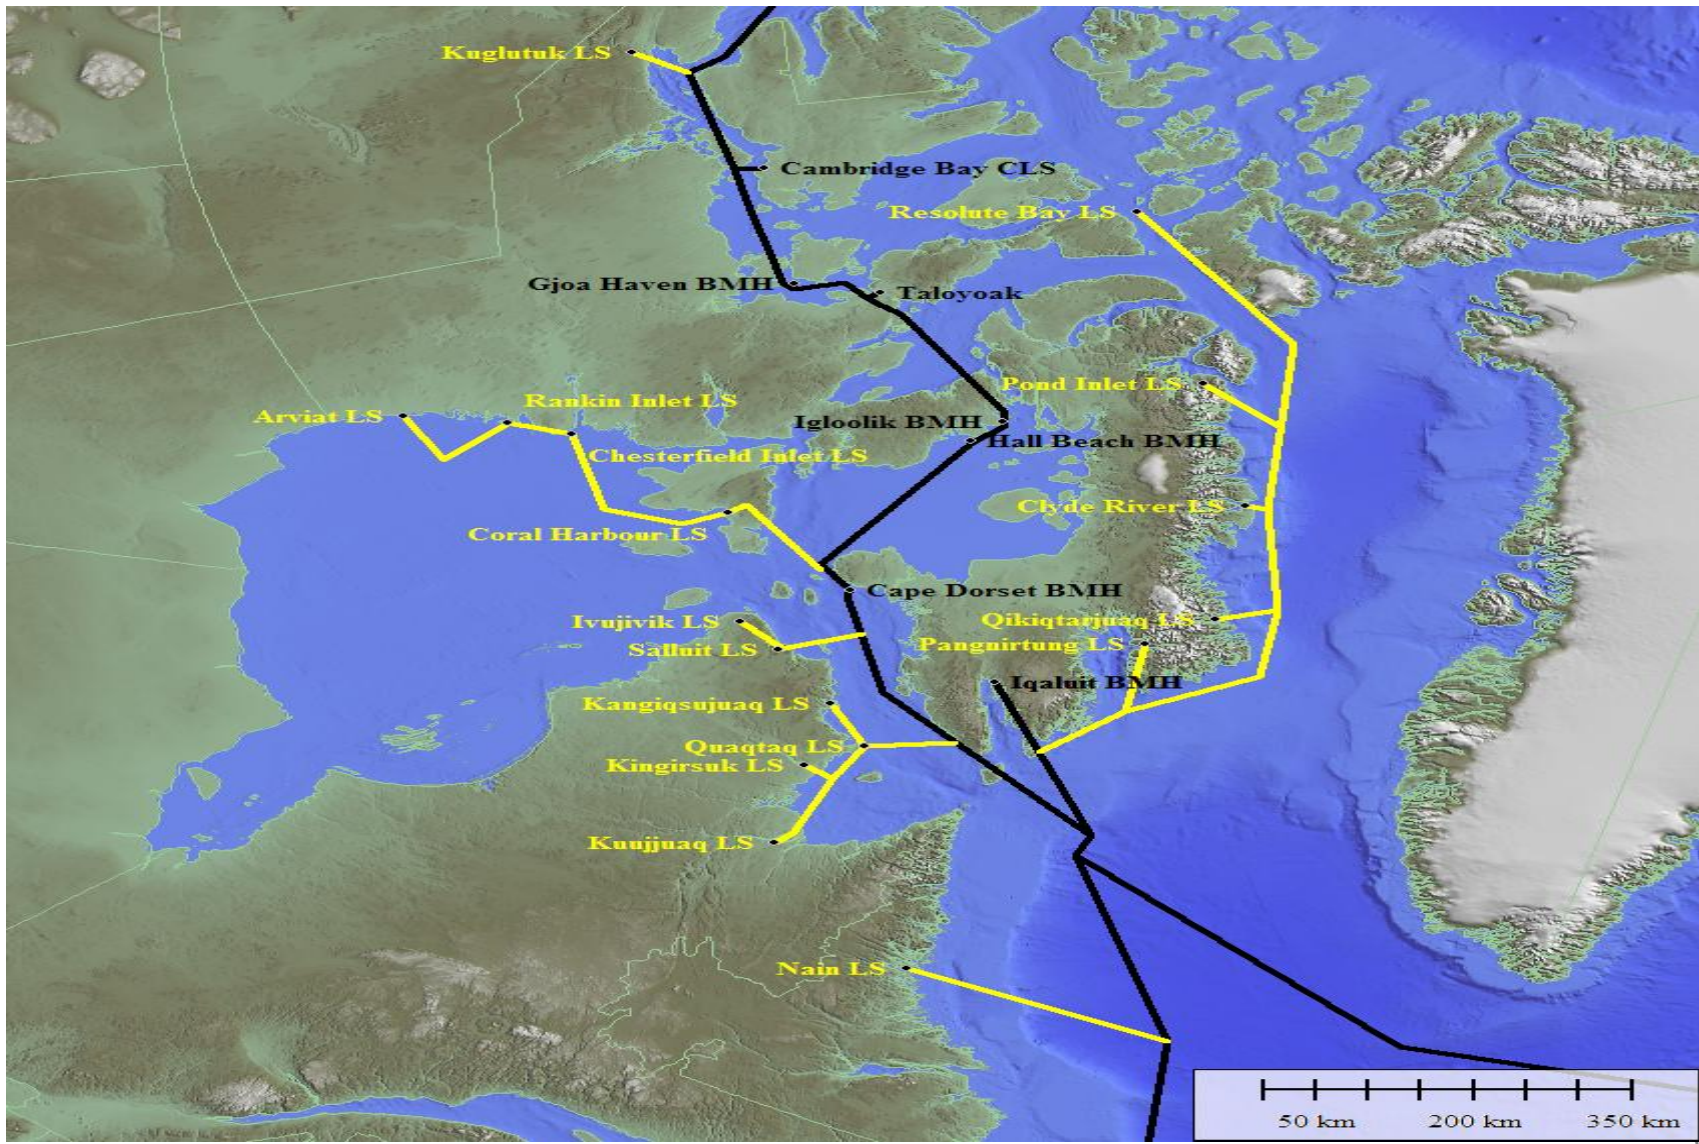 Kuglutuk LS
Cambridge Bay CLS
Resolute Bay LS
Gjoa Haven BMH
Taloyoak
Pond Inlet LS
Rankin Inlet LS
Arviat LS
Igloolik BMH
Hall Beach BMH
Chesterfield Inlet LS
Clyde River LS
Coral Harbour LS
Cape Dorset BMH
Ivujivik LS
Qikiqtarjuaq LS
Salluit LS
Pangnirtung LS
Iqaluit BMH
Kangiqsujuaq LS
Quaqtaq LS
Kingirsuk LS
Kuujjuaq LS
Nain LS
50 km 200 km 350 km